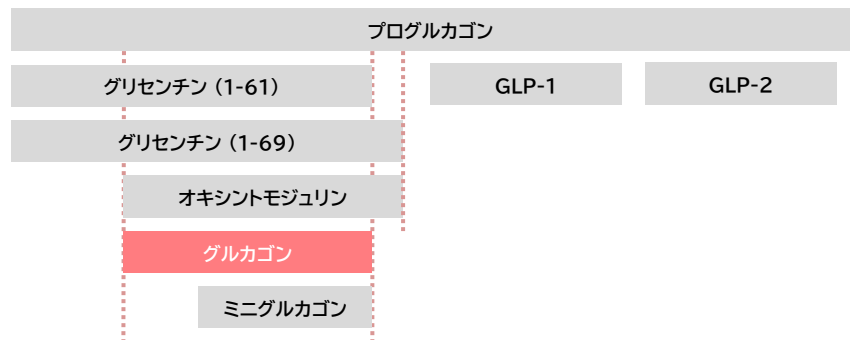 プログルカゴン
グリセンチン（1-61）
GLP-1
GLP-2
グリセンチン（1-69）
オキシントモジュリン
グルカゴン
ミニグルカゴン